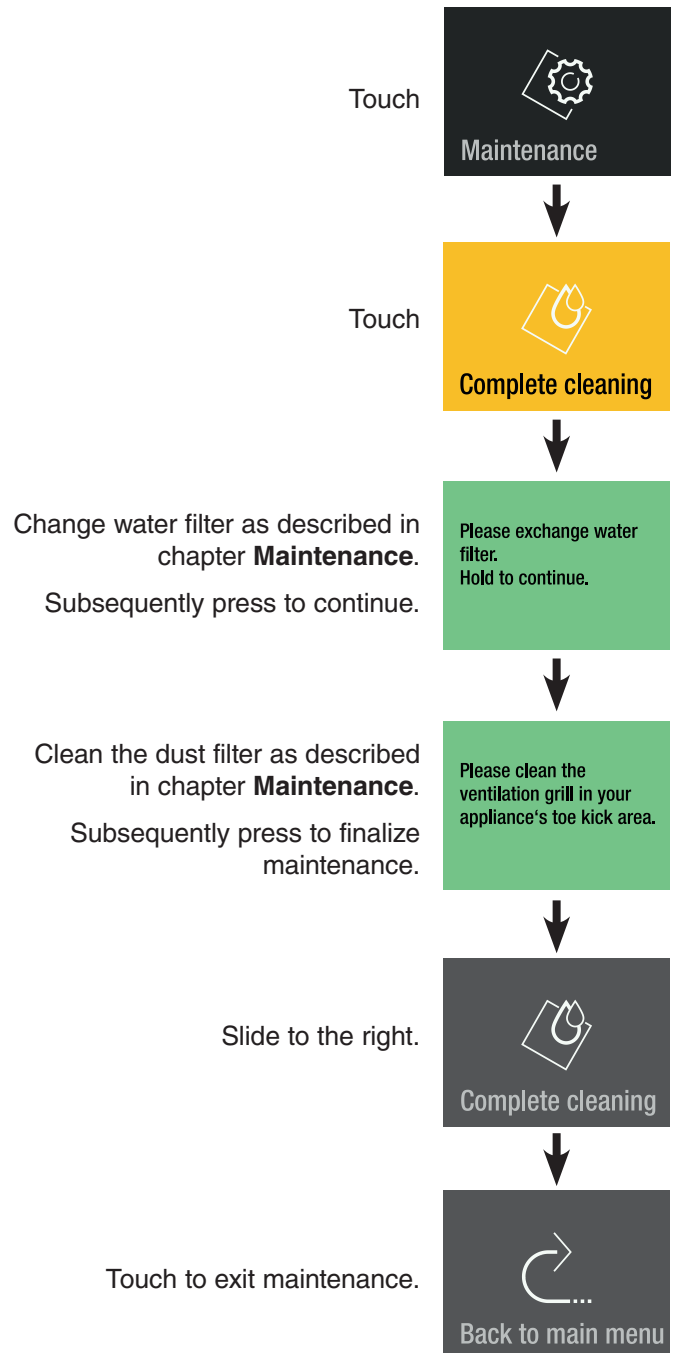 Touch
Maintenance
Touch
Complete cleaning
Change water filter as described in
chapter Maintenance.
Subsequently press to continue.
Please exchange water
filter.
Hold to continue.
Clean the dust filter as described
in chapter Maintenance.
Subsequently press to finalize
maintenance.
Please clean the
ventilation grill in your
appliance‘s toe kick area.
Slide to the right.
Complete cleaning
Touch to exit maintenance.
Back to main menu